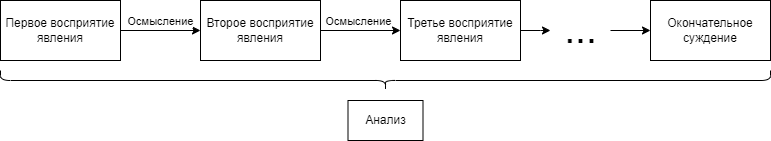 Первое восприятие
явления
Осмысление
Второе восприятие
явления
Осмысление
Третье восприятие
явления
...
Окончательное
суждение
Анализ